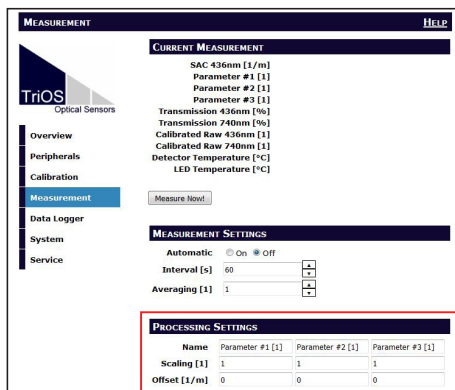 MEASUREMENT HELP
TriOS
Optical Sensors
Overview
Peripherals
Calibration
Measurement
Data Logger
System
Service
CURRENT MEASUREMENT
SAC 436nm [1/m]
Parameter #1 [1]
Parameter #2 [1]
Parameter #3 [1]
Transmission 436nm [%]
Transmission 740nm [%]
Calibrated Raw 436nm [1]
Calibrated Raw 740nm [1]
Detector Temperature [°C]
LED Temperature [°C]
Measure Now!
MEASUREMENT SETTINGS
Automatic On Off
Interval [s] 60
Averaging [1] 1
PROCESSING SETTINGS
Name Parameter #1 [1] Parameter #2 [1] Parameter #3 [1]
Scaling [1] 1 1 1
Offset [1/m] 0 0 0